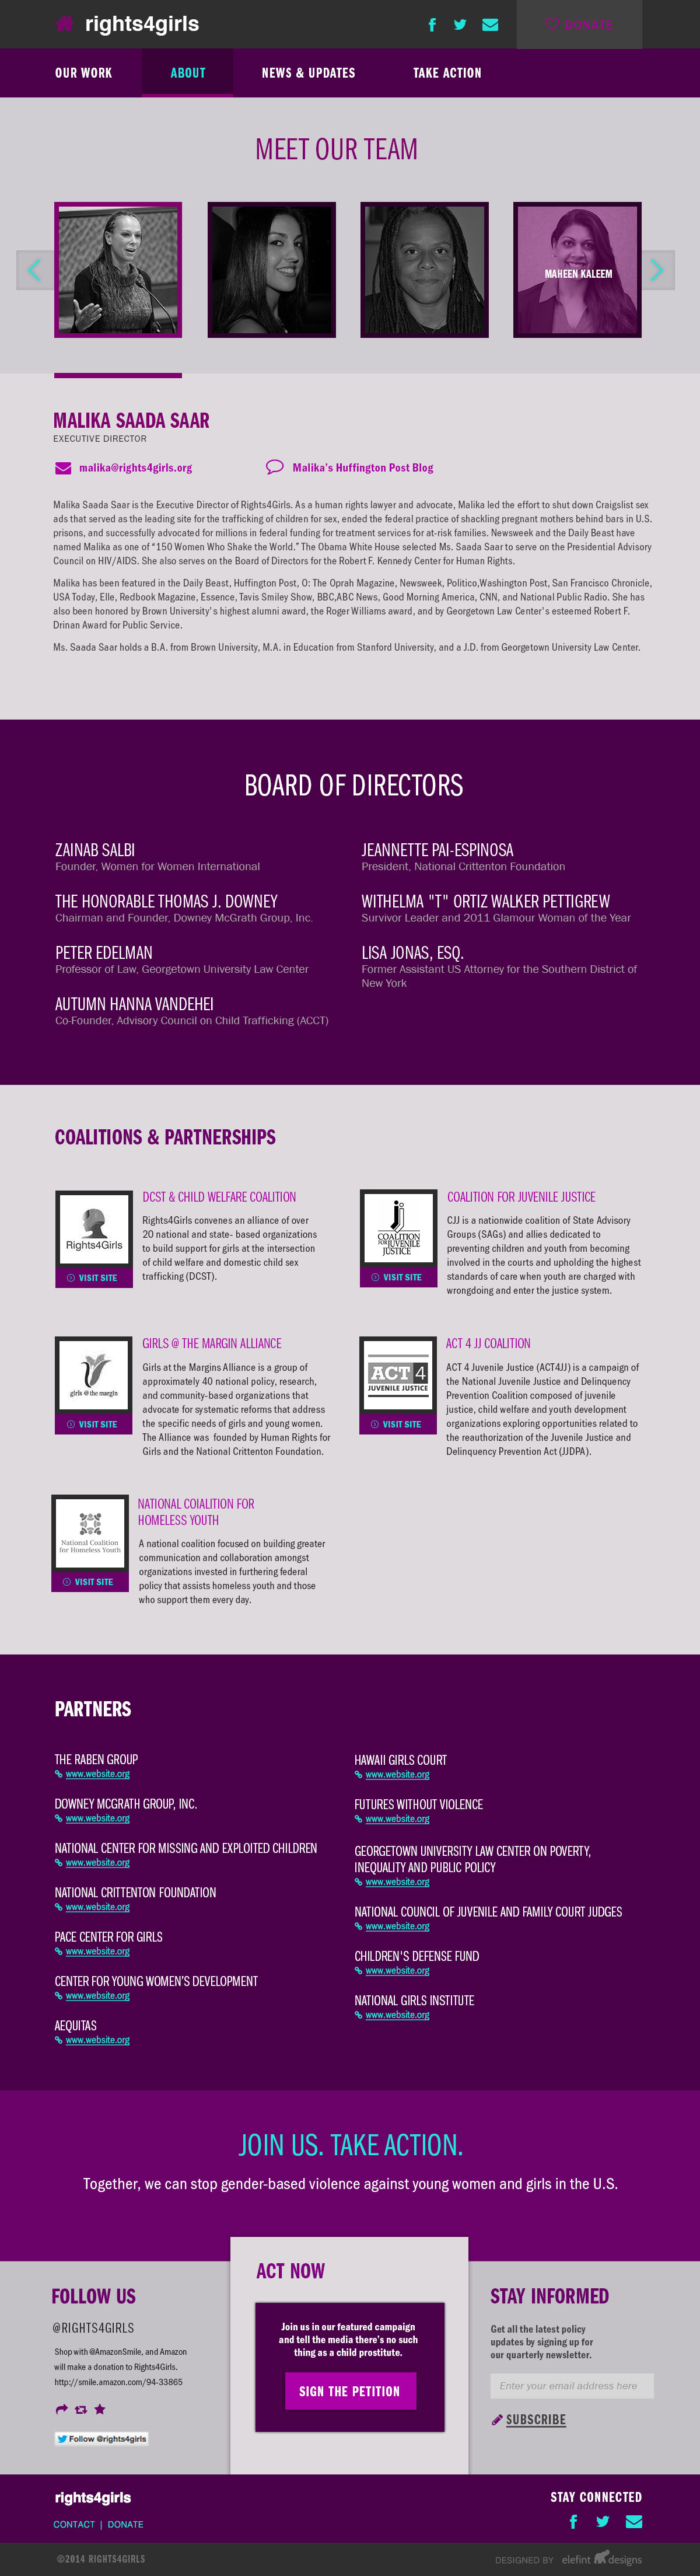 rights4girls
DONATE
OUR WORK
ABOUT
NEWS & UPDATES
TAKE ACTION
MEET OUR TEAM
MAHEEN KALEEM
MALIKA SAADA SAAR
EXECUTIVE DIRECTOR
malika@rights4girls.org
Malika's Huffington Post Blog
Malika Saada Saar is the Executive Director of Rights4Girls. As a human rights lawyer and advocate, Malika led the effort to shut down Craigslist sex
ads that served as the leading site for the trafficking of children for sex, ended the federal practice of shackling pregnant mothers behind bars in U.S.
prisons, and successfully advocated for millions in federal funding for treatment services for at-risk families. Newsweek and the Daily Beast have
named Malika as one of “150 Women Who Shake the World.” The Obama White House selected Ms. Saada Saar to serve on the Presidential Advisory
Council on HIV/AIDS. She also serves on the Board of Directors for the Robert F. Kennedy Center for Human Rights.
Malika has been featured in the Daily Beast, Huffington Post, O: The Oprah Magazine, Newsweek, Politico,Washington Post, San Francisco Chronicle,
USA Today, Elle, Redbook Magazine, Essence, Tavis Smiley Show, BBC,ABC News, Good Morning America, CNN, and National Public Radio. She has
also been honored by Brown University's highest alumni award, the Roger Williams award, and by Georgetown Law Center's esteemed Robert F.
Drinan Award for Public Service.
Ms. Saada Saar holds a B.A. from Brown University, M.A. in Education from Stanford University, and a J.D. from Georgetown University Law Center.
BOARD OF DIRECTORS
ZAINAB SALBI
Founder, Women for Women International
THE HONORABLE THOMAS J. DOWNEY
Chairman and Founder, Downey McGrath Group, Inc.
PETER EDELMAN
Professor of Law, Georgetown University Law Center
AUTUMN HANNA VANDEHEI
Co-Founder, Advisory Council on Child Trafficking (ACCT)
JEANNETTE PAI-ESPINOSA
President, National Crittenton Foundation
WITHELMA "T" ORTIZ WALKER PETTIGREW
Survivor Leader and 2011 Glamour Woman of the Year
LISA JONAS, ESQ.
Former Assistant US Attorney for the Southern District of
New York
COALITIONS & PARTNERSHIPS
Rights4Girls
VISIT SITE
DCST & CHILD WELFARE COALITION
Rights4Girls convenes an alliance of over
20 national and state- based organizations
to build support for girls at the intersection
of child welfare and domestic child sex
trafficking (DCST).
COALITION
FOR JUVENILE
JUSTICE
VISIT SITE
COALITION FOR JUVENILE JUSTICE
CJJ is a nationwide coalition of State Advisory
Groups (SAGs) and allies dedicated to
preventing children and youth from becoming
involved in the courts and upholding the highest
standards of care when youth are charged with
wrongdoing and enter the justice system.
girls @ the margin
VISIT SITE
GIRLS @ THE MARGIN ALLIANCE
Girls at the Margins Alliance is a group of
approximately 40 national policy, research,
and community-based organizations that
advocate for systematic reforms that address
the specific needs of girls and young women.
The Alliance was founded by Human Rights for
Girls and the National Crittenton Foundation.
ACT 4
JUVENILE JUSTICE
VISIT SITE
ACT 4 JJ COALITION
ACT 4 Juvenile Justice (ACT4JJ) is a campaign of
the National Juvenile Justice and Delinquency
Prevention Coalition composed of juvenile
justice, child welfare and youth development
organizations exploring opportunities related to
the reauthorization of the Juvenile Justice and
Delinquency Prevention Act (JJDPA).
National Coalition
for Homeless Youth
VISIT SITE
NATIONAL COIALITION FOR
HOMELESS YOUTH
A national coalition focused on building greater
communication and collaboration amongst
organizations invested in furthering federal
policy that assists homeless youth and those
who support them every day.
PARTNERS
THE RABEN GROUP
www.website.org
DOWNEY MCGRATH GROUP, INC.
www.website.org
NATIONAL CENTER FOR MISSING AND EXPLOITED CHILDREN
www.website.org
NATIONAL CRITTENTON FOUNDATION
www.website.org
PACE CENTER FOR GIRLS
www.website.org
CENTER FOR YOUNG WOMEN'S DEVELOPMENT
www.website.org
AEQUITAS
www.website.org
HAWAII GIRLS COURT
www.website.org
FUTURES WITHOUT VIOLENCE
www.website.org
GEORGETOWN UNIVERSITY LAW CENTER ON POVERTY,
INEQUALITY AND PUBLIC POLICY
www.website.org
NATIONAL COUNCIL OF JUVENILE AND FAMILY COURT JUDGES
www.website.org
CHILDREN'S DEFENSE FUND
www.website.org
NATIONAL GIRLS INSTITUTE
www.website.org
JOIN US. TAKE ACTION.
Together, we can stop gender-based violence against young women and girls in the U.S.
FOLLOW US
@RIGHTS4GIRLS
Shop with @AmazonSmile, and Amazon
will make a donation to Rights4Girls.
http://smile.amazon.com/94-33865
Follow @rights4girls
ACT NOW
Join us in our featured campaign
and tell the media there's no such
thing as a child prostitute.
SIGN THE PETITION
STAY INFORMED
Get all the latest policy
updates by signing up for
our quarterly newsletter.
Enter your email address here
SUBSCRIBE
rights4girls
CONTACT | DONATE
STAY CONNECTED
©2014 RIGHTS4GIRLS
DESIGNED BY elefint designs